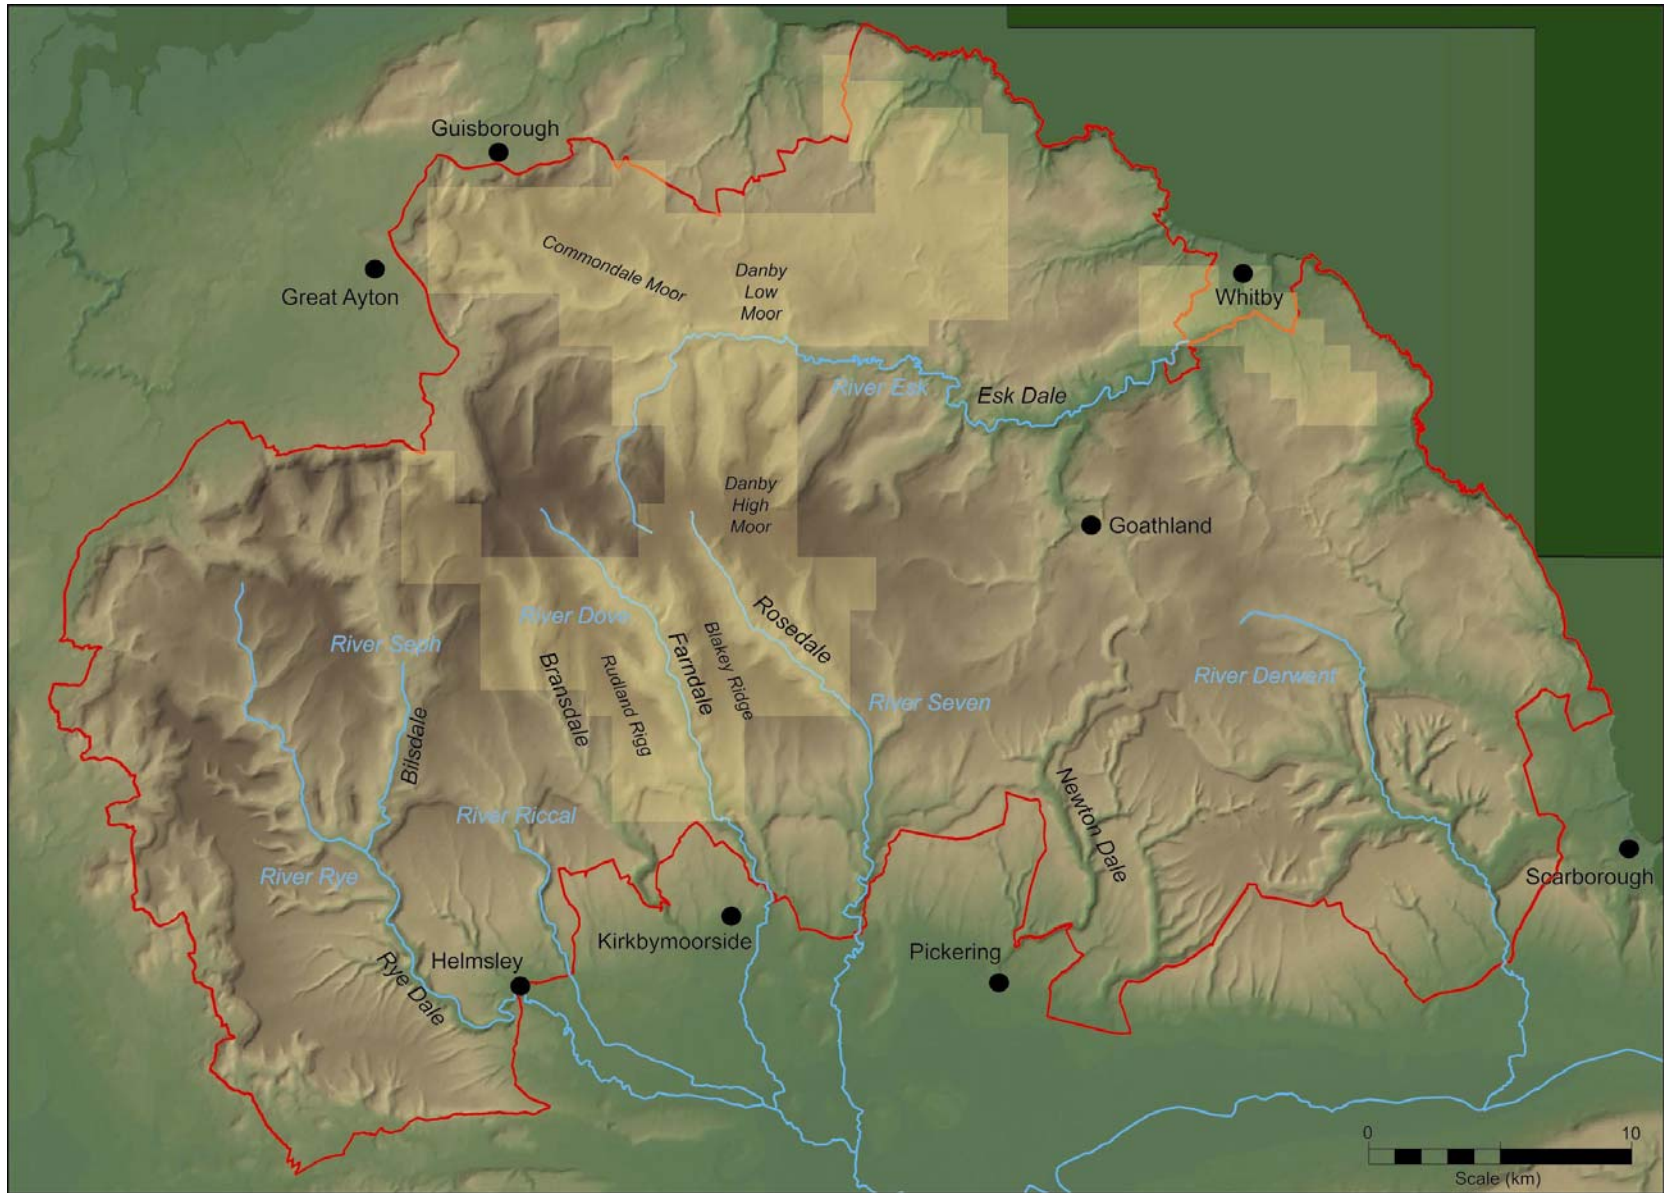 Guisborough
Great Ayton
Commondale Moor
Danby
Low
Moor
Whitby
River Esk
Esk Dale
Danby
High
Moor
Goathland
River Dove
River Seph
Rosedale
Farndale
Blakey Ridge
Bransdale
Rudland Rigg
River Seven
River Derwent
Bilsdale
River Riccal
Newton Dale
River Rye
Scarborough
Kirkbymoorside
Pickering
Helmsley
Rye Dale
0 10
Scale (km)